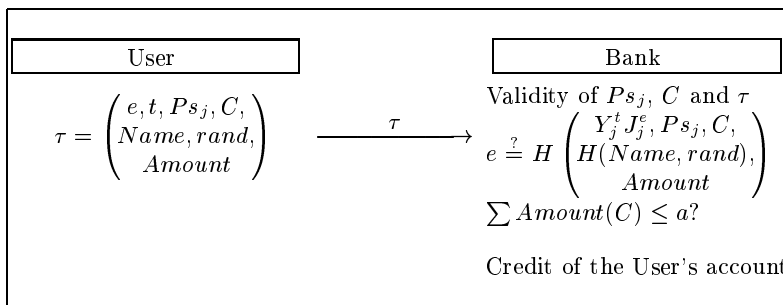 User
Bank
τ = (e, t, Ps_j, C,
Name, rand,
Amount)
τ
Validity of Ps_j, C and τ
e ≟ H (Y_j^t J_j^e, Ps_j, C,
H(Name, rand),
Amount)
∑ Amount(C) ≤ a?
Credit of the User's account